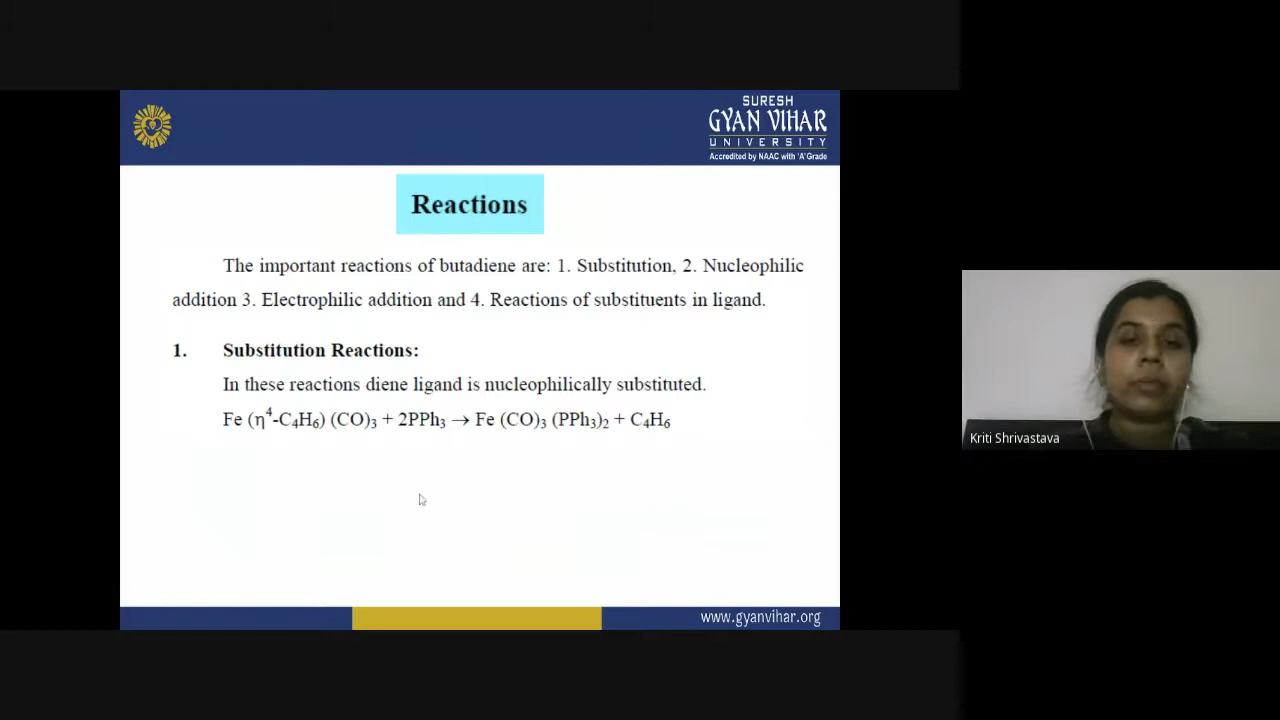 SURESH
GYAN VIHAR
UNIVERSITY
Accredited by NAAC with 'A' Grade
Reactions
The important reactions of butadiene are: 1. Substitution, 2. Nucleophilic
addition 3. Electrophilic addition and 4. Reactions of substituents in ligand.
1. Substitution Reactions:
In these reactions diene ligand is nucleophilically substituted.
Fe (η⁴-C₄H₆) (CO)₃ + 2PPh₃ → Fe (CO)₃ (PPh₃)₂ + C₄H₆
Kriti Shrivastava
www.gyanvihar.org